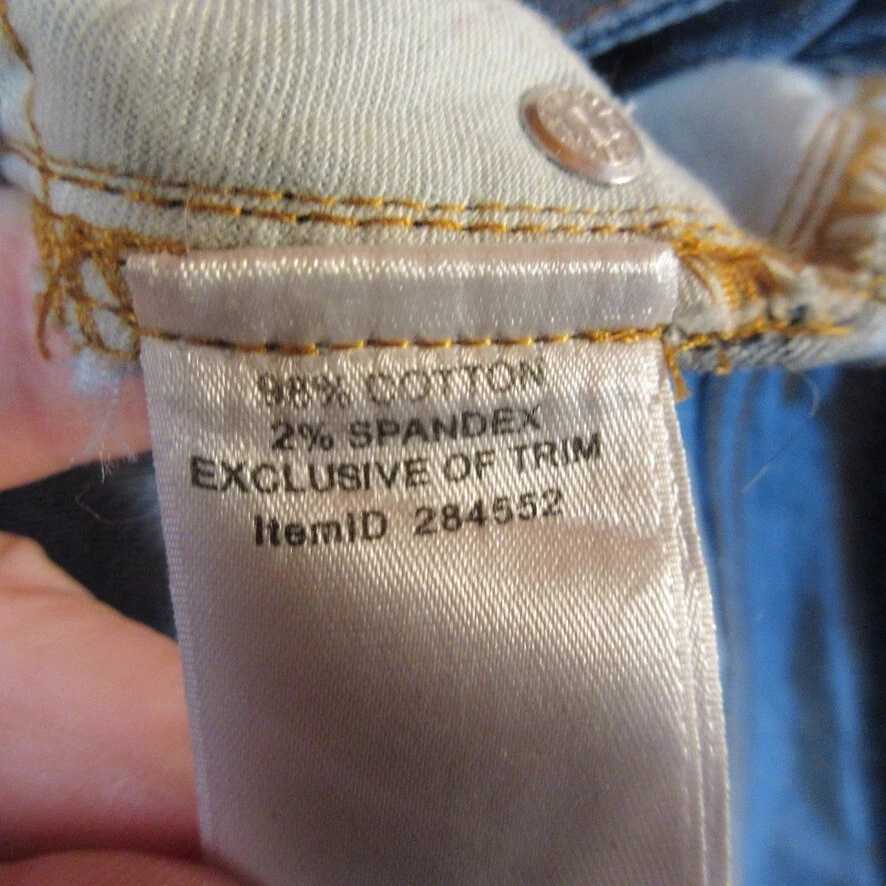 98% COTTON
2% SPANDEX
EXCLUSIVE OF TRIM
ItemID 284552